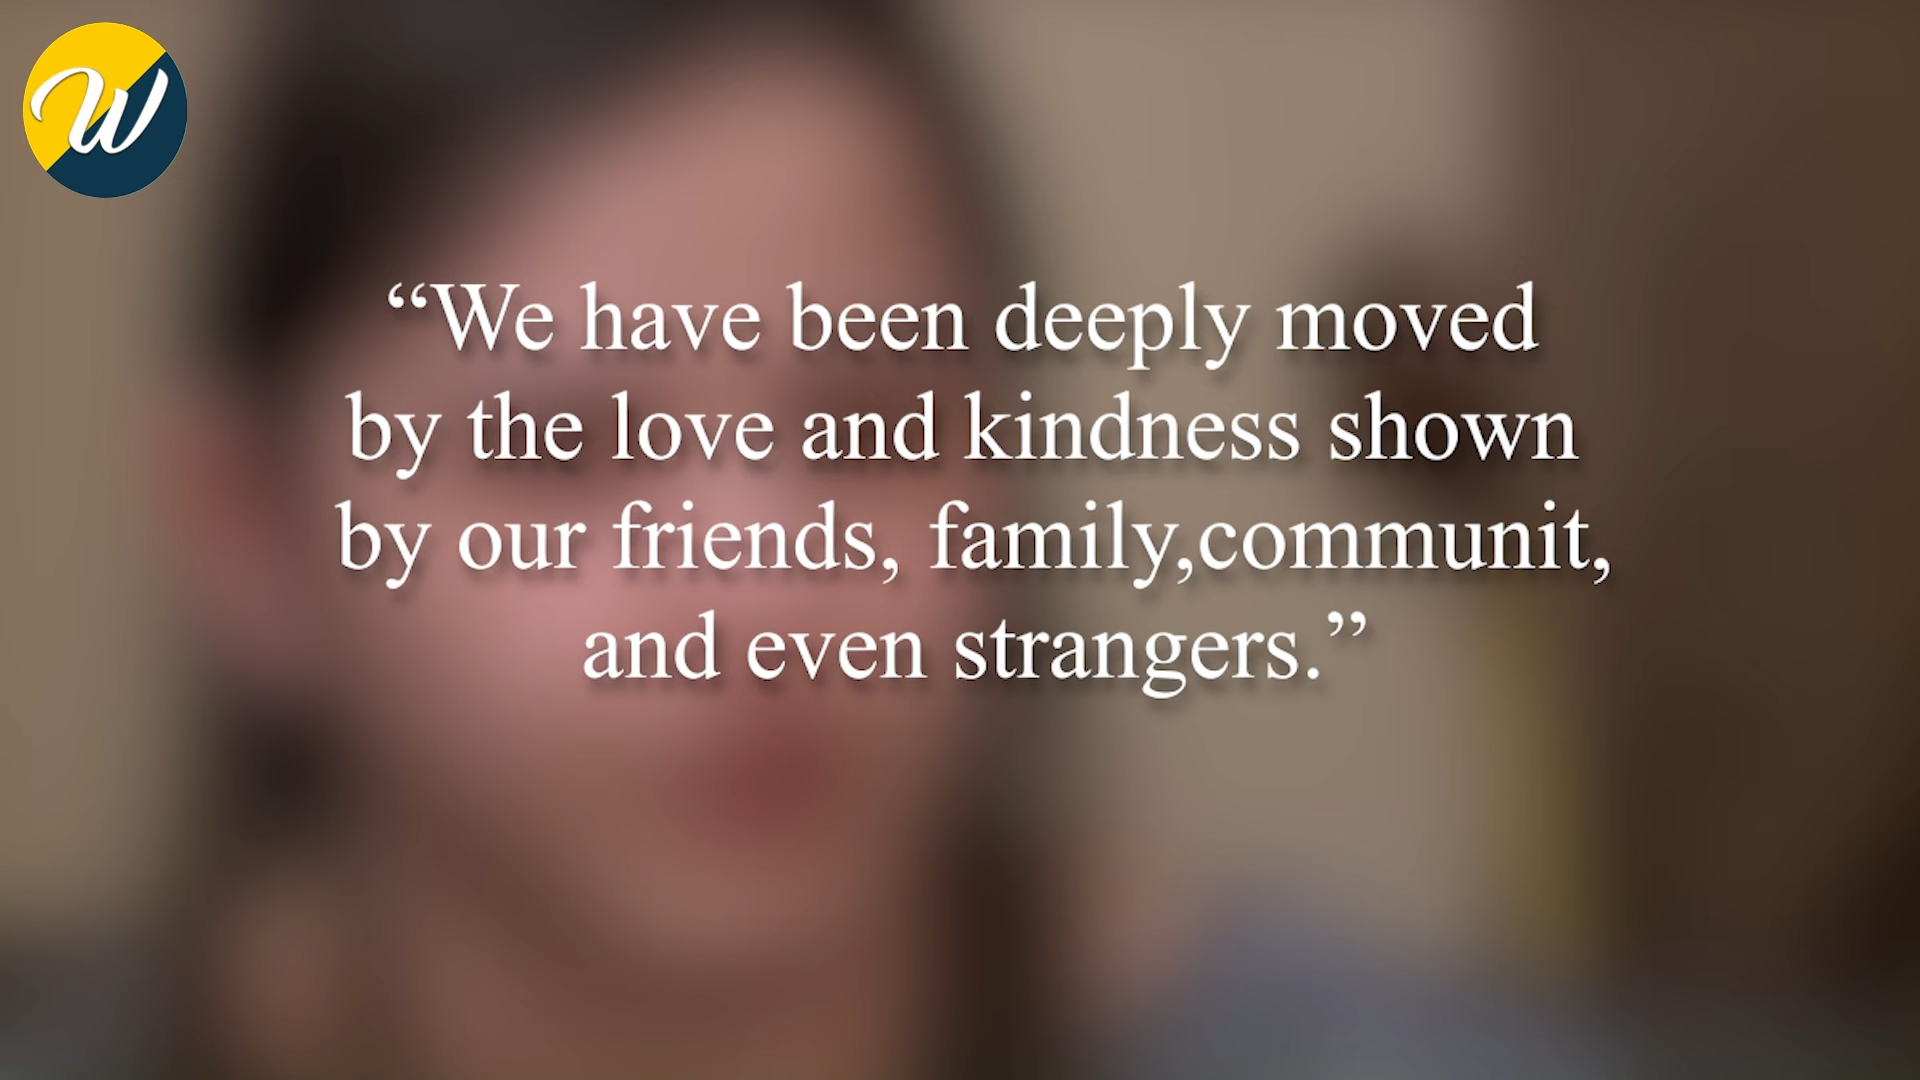 W
“We have been deeply moved
by the love and kindness shown
by our friends, family,communit,
and even strangers.”